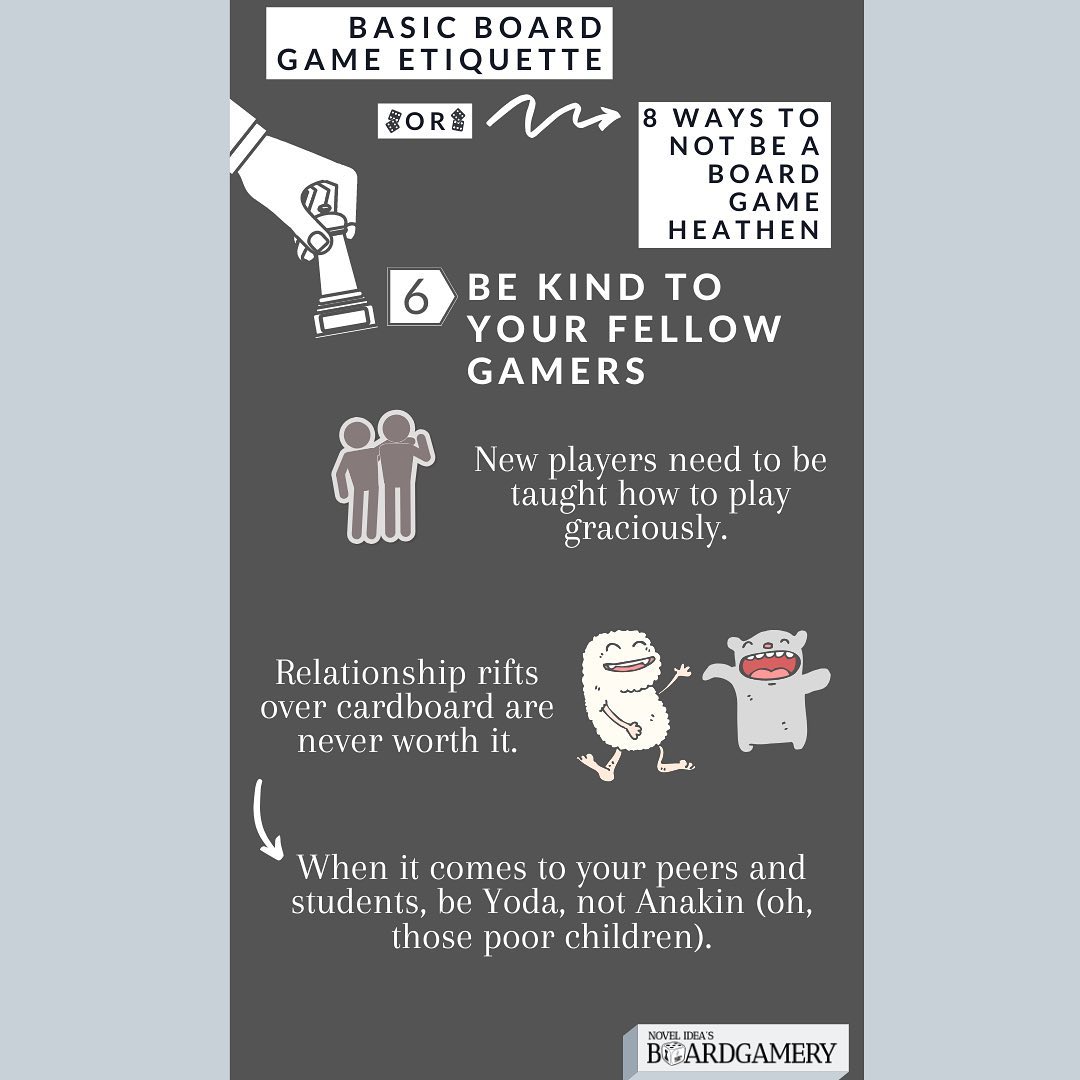 BASIC BOARD
GAME ETIQUETTE
OR
8 WAYS TO
NOT BE A
BOARD
GAME
HEATHEN
6
BE KIND TO
YOUR FELLOW
GAMERS
New players need to be
taught how to play
graciously.
Relationship rifts
over cardboard are
never worth it.
When it comes to your peers and
students, be Yoda, not Anakin (oh,
those poor children).
NOVEL IDEA'S
BOARDGAMERY